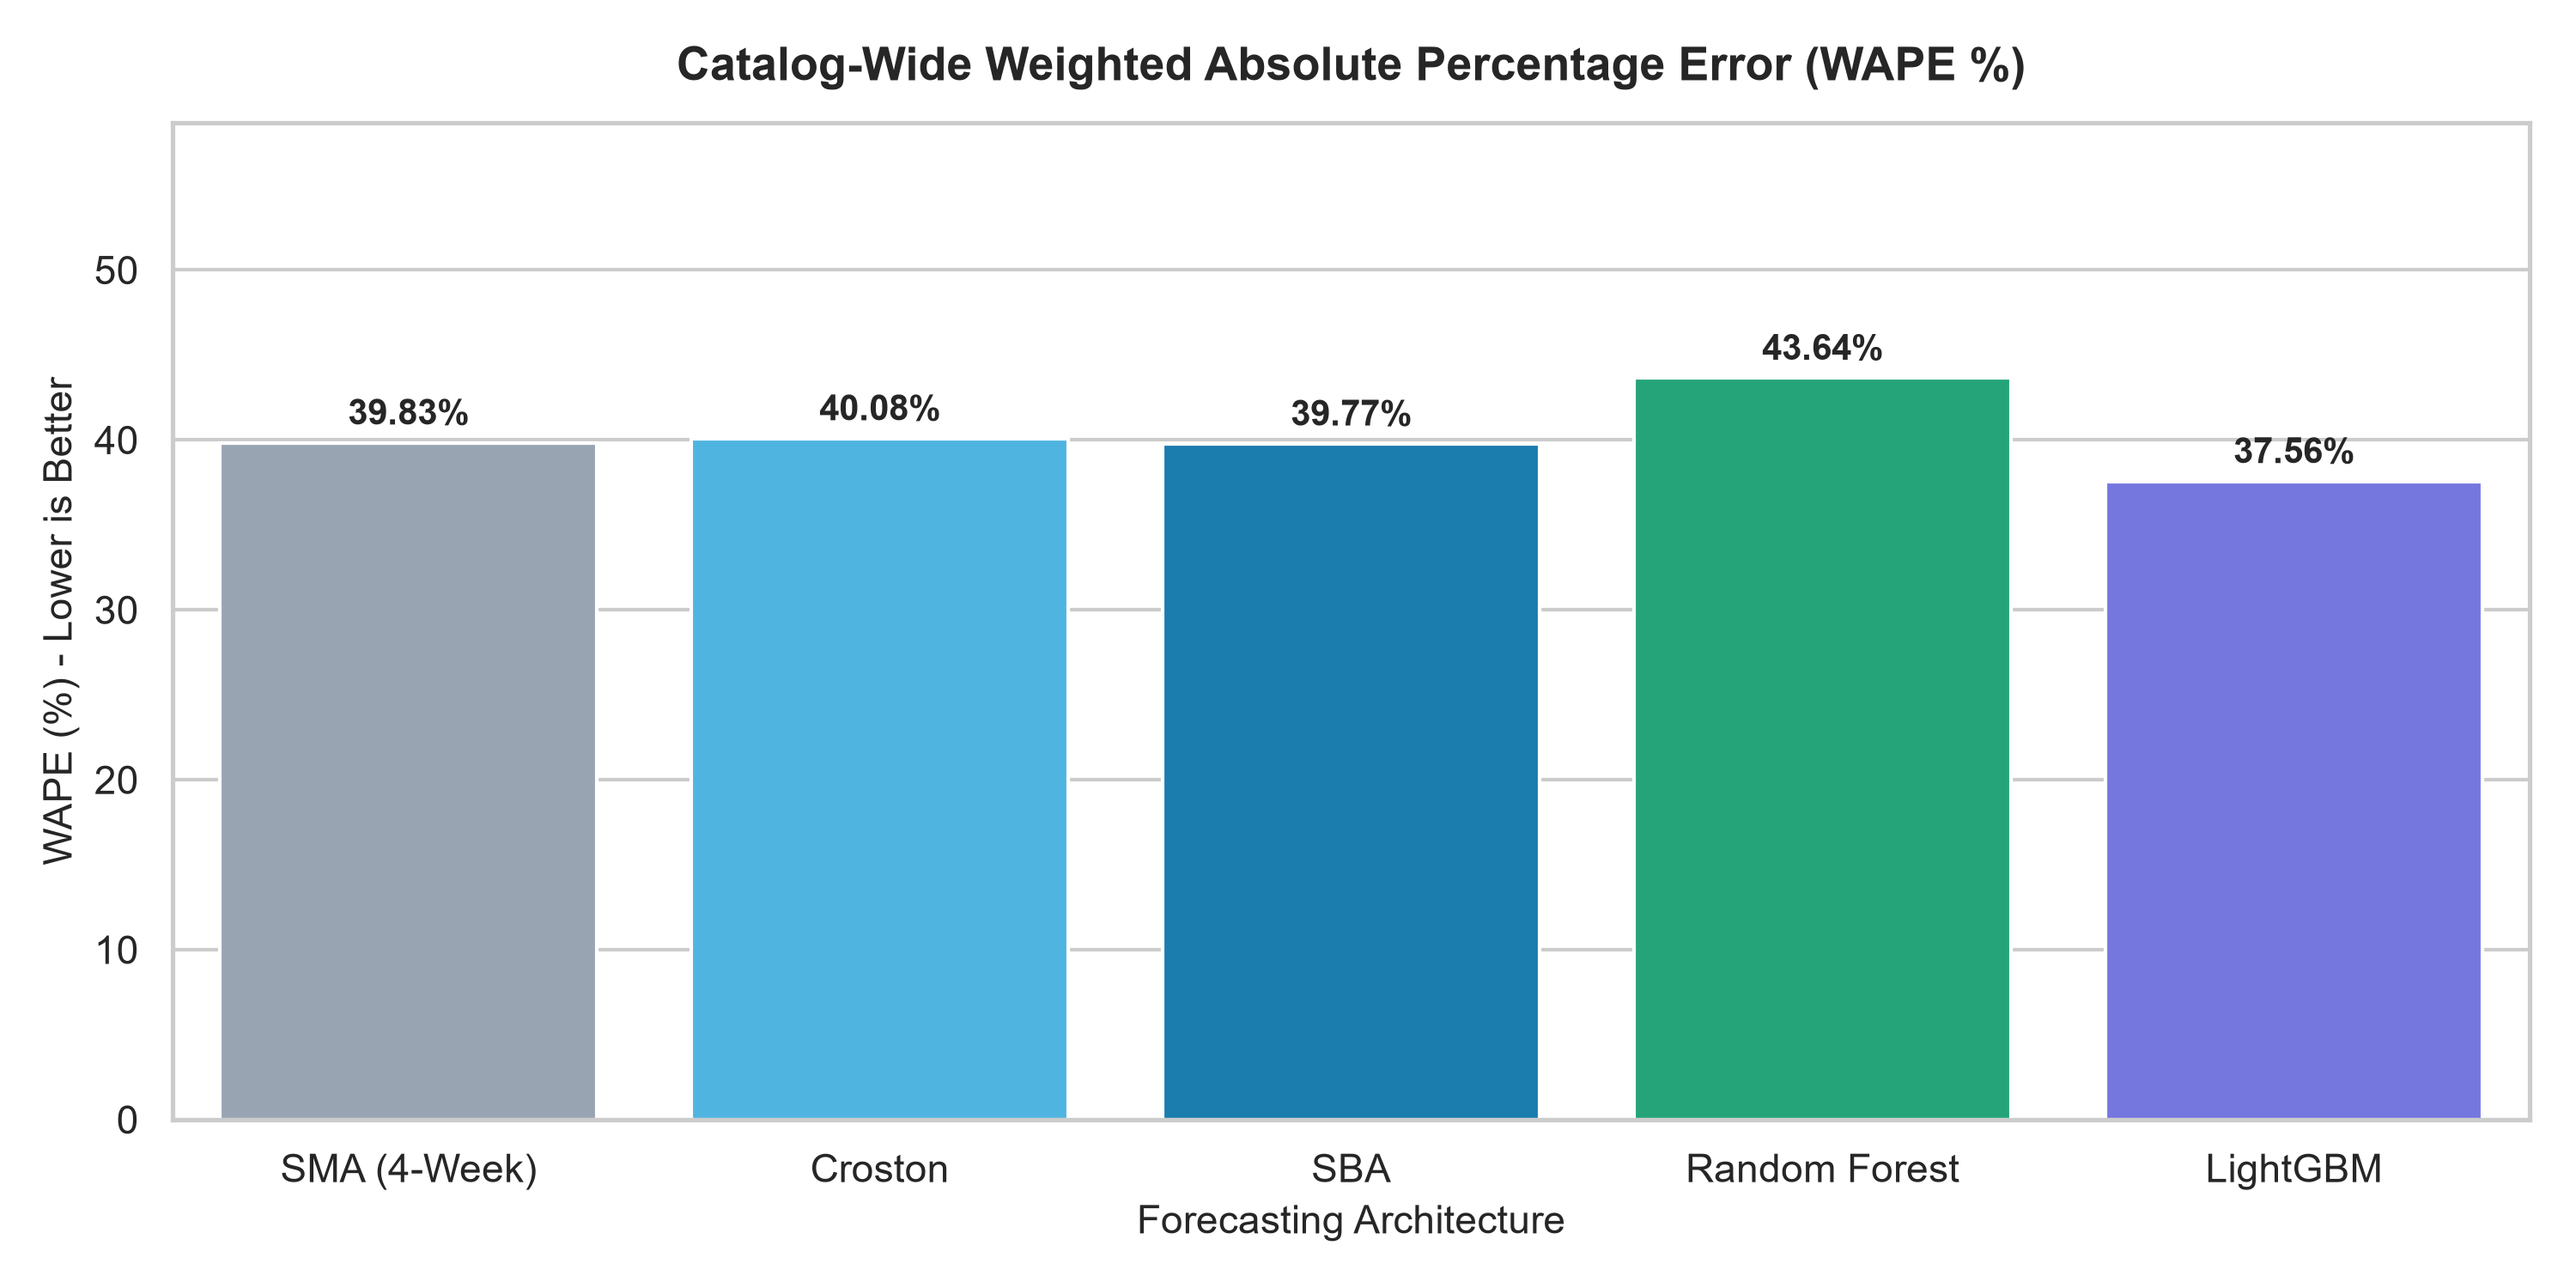 Catalog-Wide Weighted Absolute Percentage Error (WAPE %)
WAPE (%) - Lower is Better
50
40
30
20
10
0
39.83%
40.08%
39.77%
43.64%
37.56%
SMA (4-Week)
Croston
SBA
Random Forest
LightGBM
Forecasting Architecture